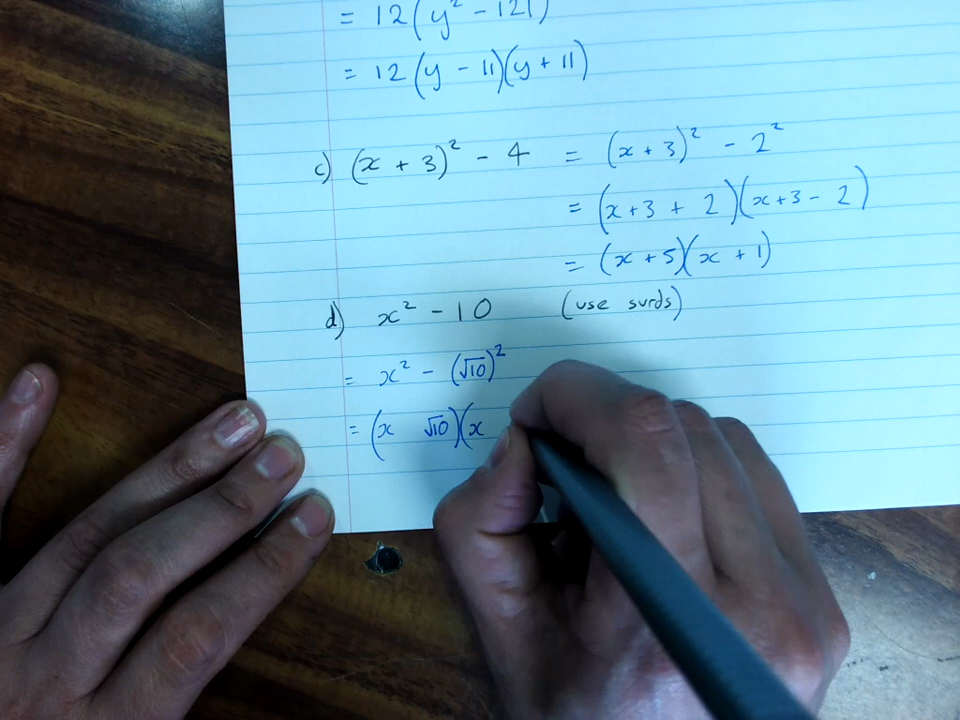 = 12(y² - 121)
= 12(y - 11)(y + 11)
c) (x + 3)² - 4 = (x + 3)² - 2²
= (x+3 + 2)(x+3 - 2)
= (x + 5)(x + 1)
d) x² - 10 (use surds)
= x² - (√10)²
= (x √10)(x